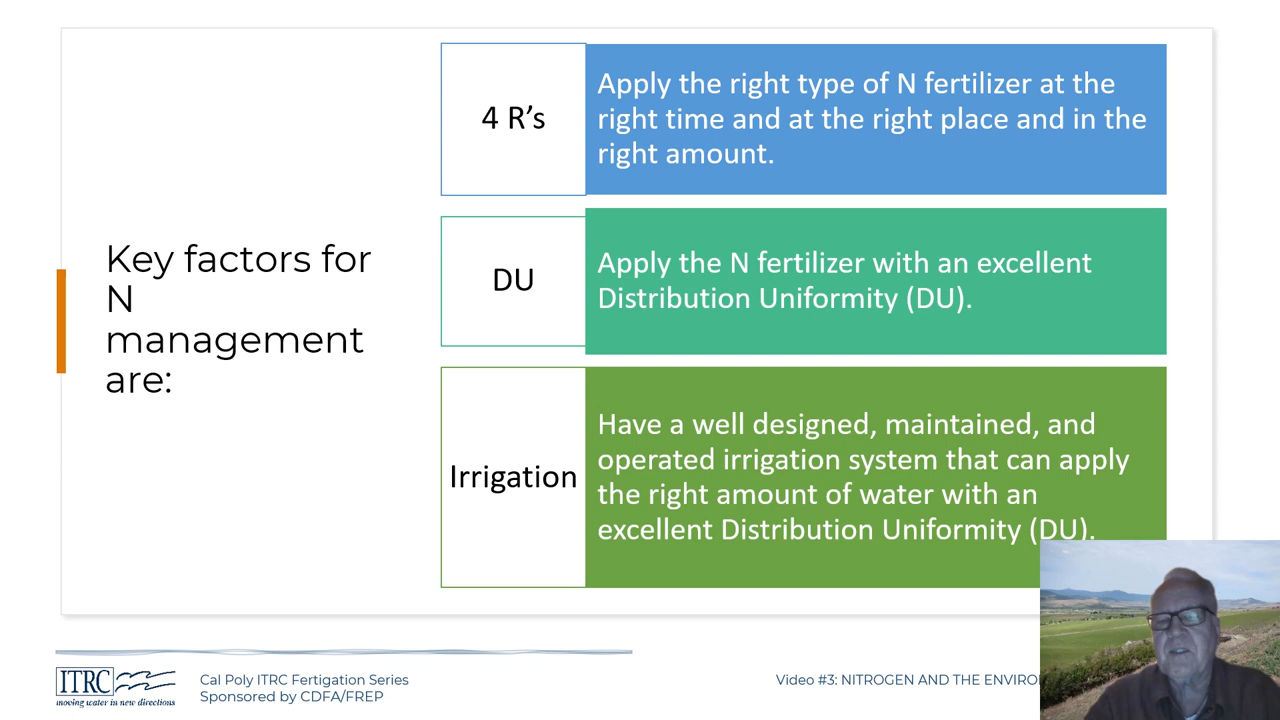 Key factors for
N
management
are:
4 R’s
Apply the right type of N fertilizer at the
right time and at the right place and in the
right amount.
DU
Apply the N fertilizer with an excellent
Distribution Uniformity (DU).
Irrigation
Have a well designed, maintained, and
operated irrigation system that can apply
the right amount of water with an
excellent Distribution Uniformity (DU).
ITRC
moving water in new directions
Cal Poly ITRC Fertigation Series
Sponsored by CDFA/FREP
Video #3: NITROGEN AND THE